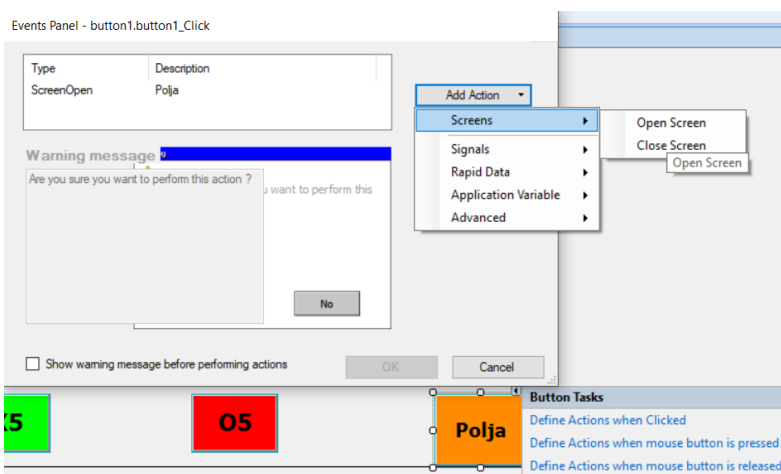 Events Panel - button1.button1_Click
Type Description
ScreenOpen Polja
Add Action
Screens
Signals
Rapid Data
Application Variable
Advanced
Open Screen
Close Screen
Open Screen
Warning message
Are you sure you want to perform this action ?
u want to perform this
No
Show warning message before performing actions
OK Cancel
5
O5
Polja
Button Tasks
Define Actions when Clicked
Define Actions when mouse button is pressed
Define Actions when mouse button is released